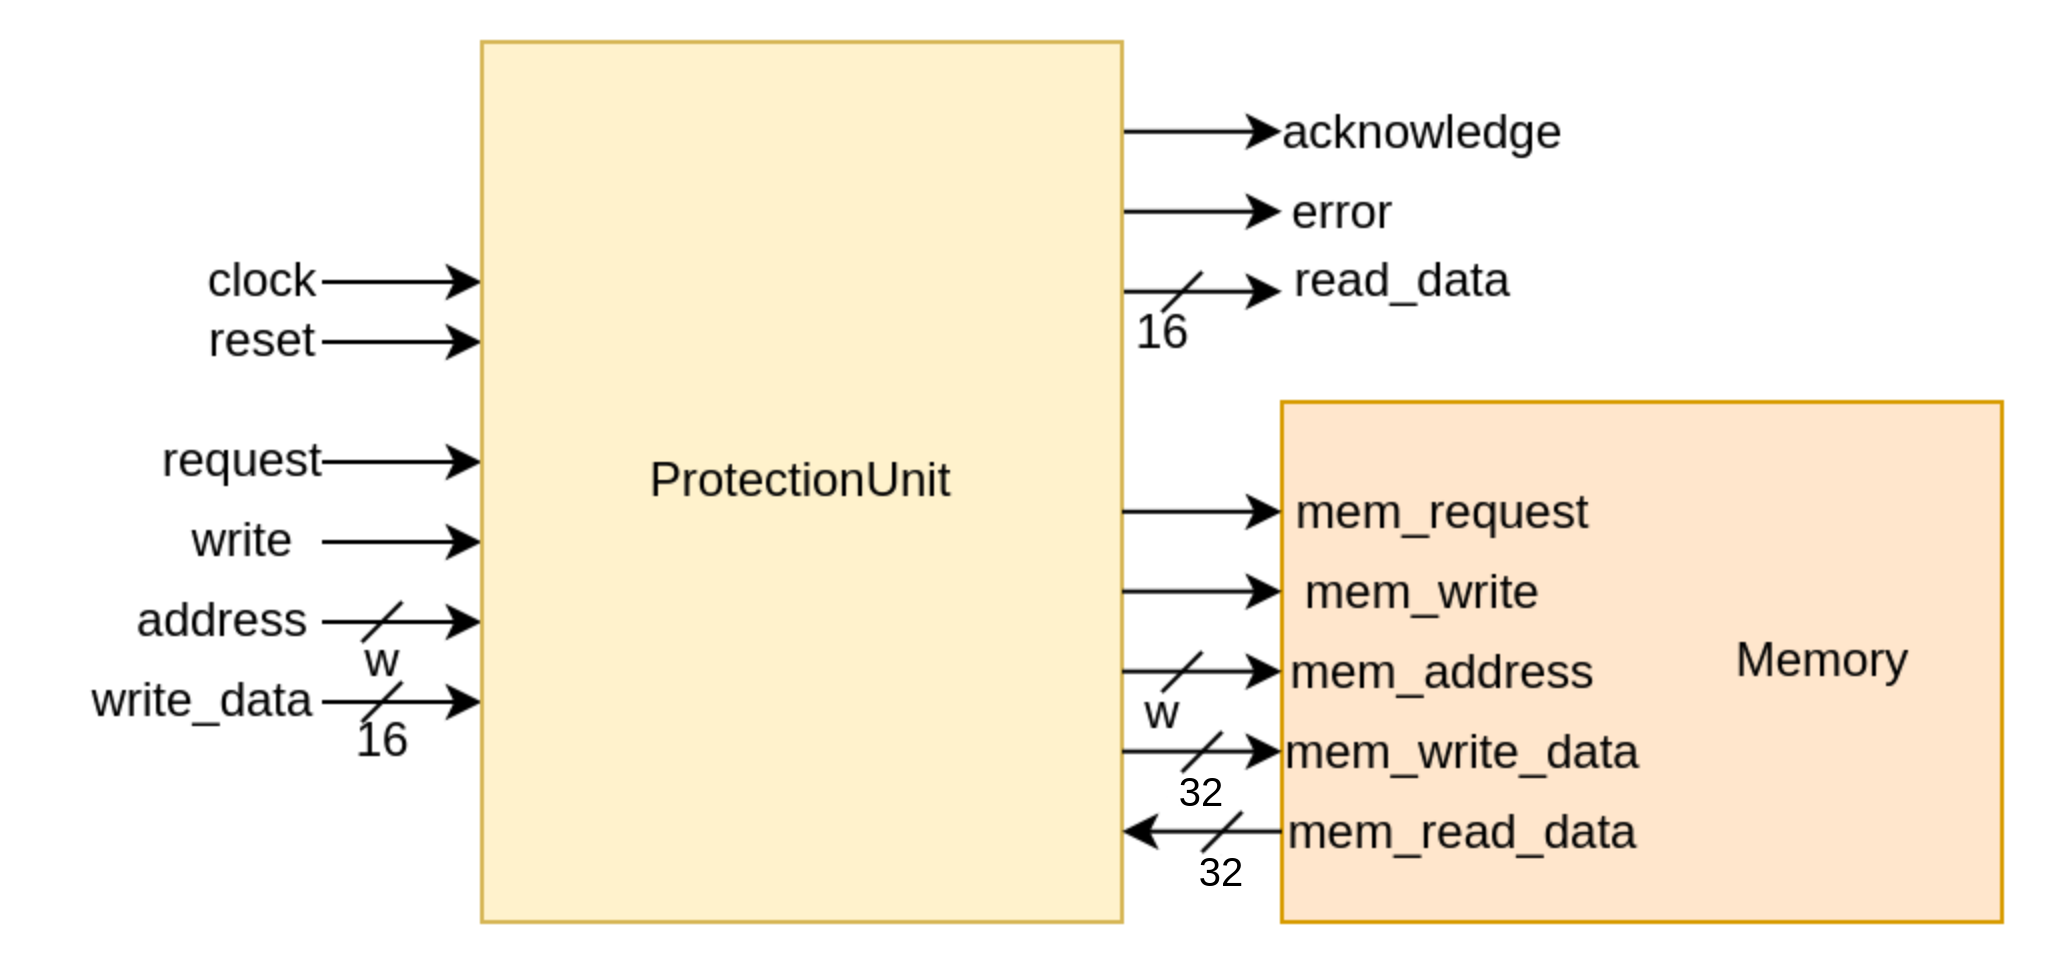 clock
reset
request
write
address
w
write_data
16
ProtectionUnit
acknowledge
error
read_data
16
mem_request
mem_write
mem_address
w
mem_write_data
32
mem_read_data
32
Memory